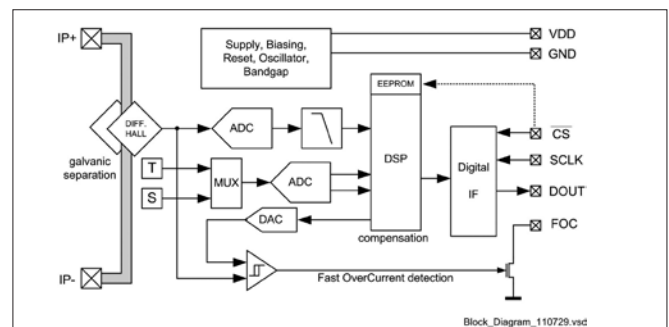 IP+
Supply, Biasing,
Reset, Oscillator,
Bandgap
VDD
GND
EEPROM
DIFF.
HALL
ADC
DSP
CS
galvanic
separation
T
S
MUX
ADC
Digital
IF
SCLK
DOUT
DAC
compensation
FOC
IP-
Fast OverCurrent detection
Block_Diagram_110729.vsd